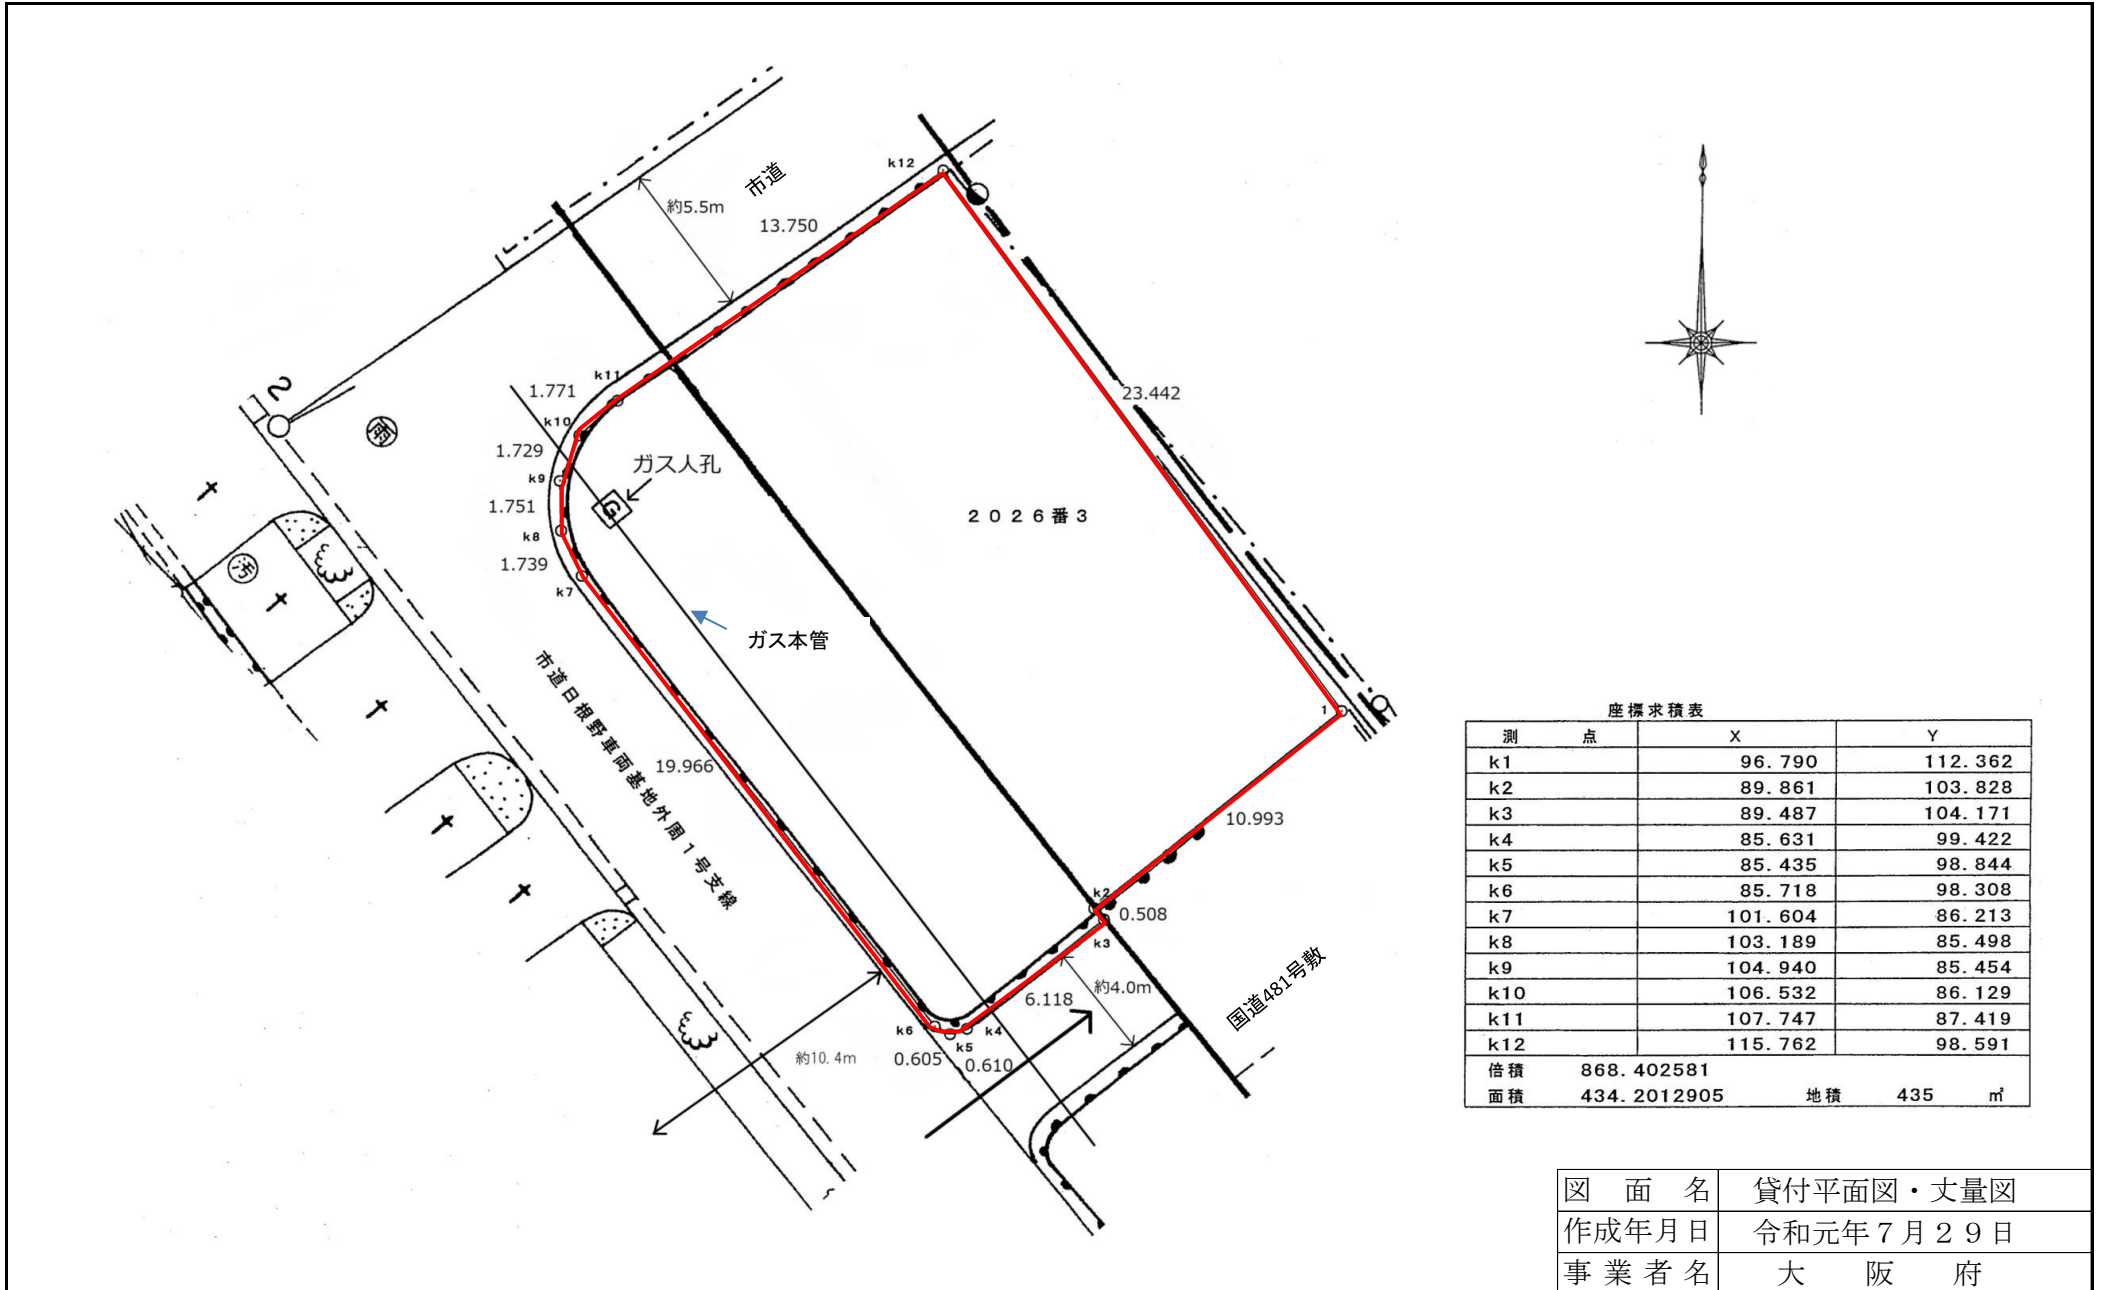 k12
市道
約5.5m
13.750
k11
1.771
k10
1.729
k9
ガス人孔
G
1.751
k8
1.739
k7
雨
汚
2
23.442
2026番3
ガス本管
市道日根野車両基地外周1号支線
19.966
1
10.993
k2
0.508
k3
国道481号敷
約4.0m
6.118
k4
k6
k5
0.605
0.610
約10.4m
座標求積表
測 点 X Y
k1 96.790 112.362
k2 89.861 103.828
k3 89.487 104.171
k4 85.631 99.422
k5 85.435 98.844
k6 85.718 98.308
k7 101.604 86.213
k8 103.189 85.498
k9 104.940 85.454
k10 106.532 86.129
k11 107.747 87.419
k12 115.762 98.591
倍積 868.402581
面積 434.2012905 地積 435 ㎡
図面名 貸付平面図・丈量図
作成年月日 令和元年7月29日
事業者名 大阪府